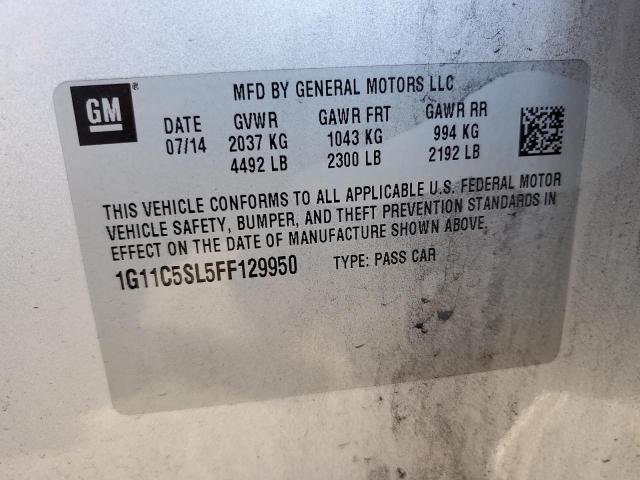 MFD BY GENERAL MOTORS LLC
GM®
DATE GVWR GAWR FRT GAWR RR
07/14 2037 KG 1043 KG 994 KG
4492 LB 2300 LB 2192 LB
THIS VEHICLE CONFORMS TO ALL APPLICABLE U.S. FEDERAL MOTOR
VEHICLE SAFETY, BUMPER, AND THEFT PREVENTION STANDARDS IN
EFFECT ON THE DATE OF MANUFACTURE SHOWN ABOVE.
1G11C5SL5FF129950 TYPE: PASS CAR